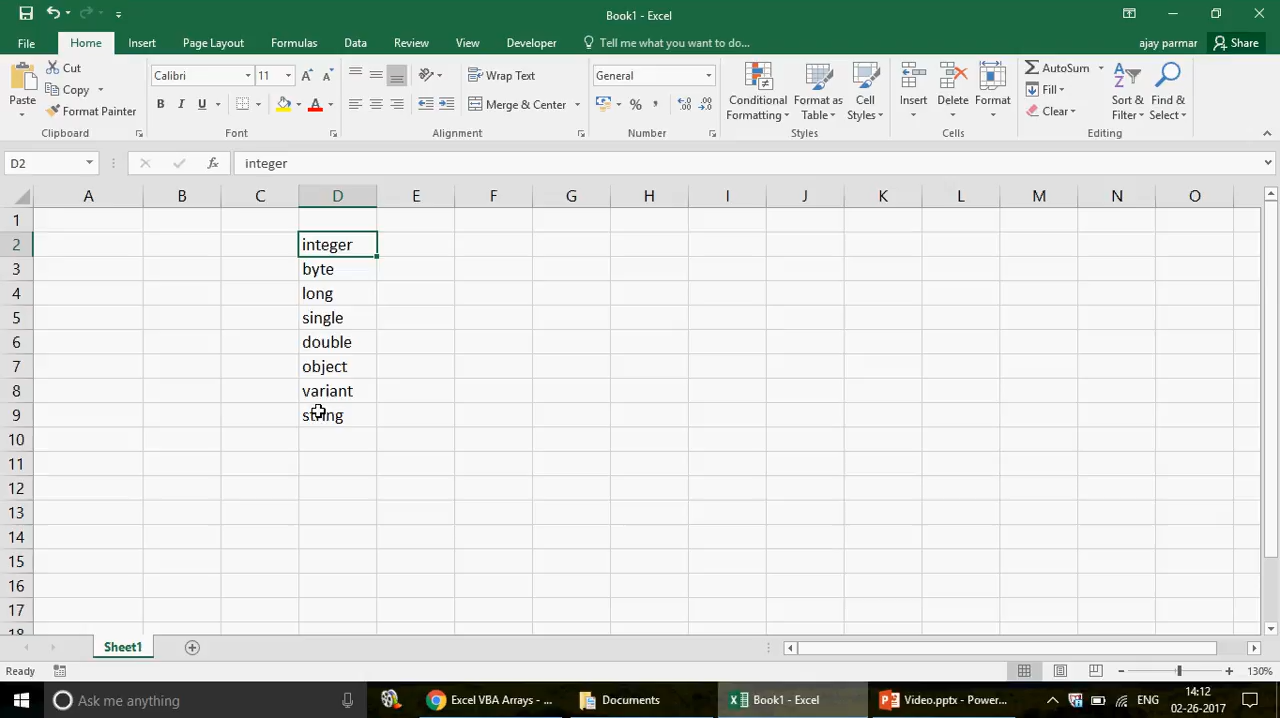 Book1 - Excel
File Home Insert Page Layout Formulas Data Review View Developer Tell me what you want to do... ajay parmar Share
Paste Cut Copy Format Painter Clipboard
Calibri 11 A A B I U A Font
Wrap Text Merge & Center Alignment
General % , Number
Conditional Formatting Format as Table Cell Styles Styles
Insert Delete Format Cells
AutoSum Fill Clear Sort & Filter Find & Select Editing
D2 fx integer
A B C D E F G H I J K L M N O
1
2 integer
3 byte
4 long
5 single
6 double
7 object
8 variant
9 string
10
11
12
13
14
15
16
17
18
Sheet1
Ready 130%
Ask me anything Excel VBA Arrays - ... Documents Book1 - Excel Video.pptx - Power... ENG 14:12
02-26-2017